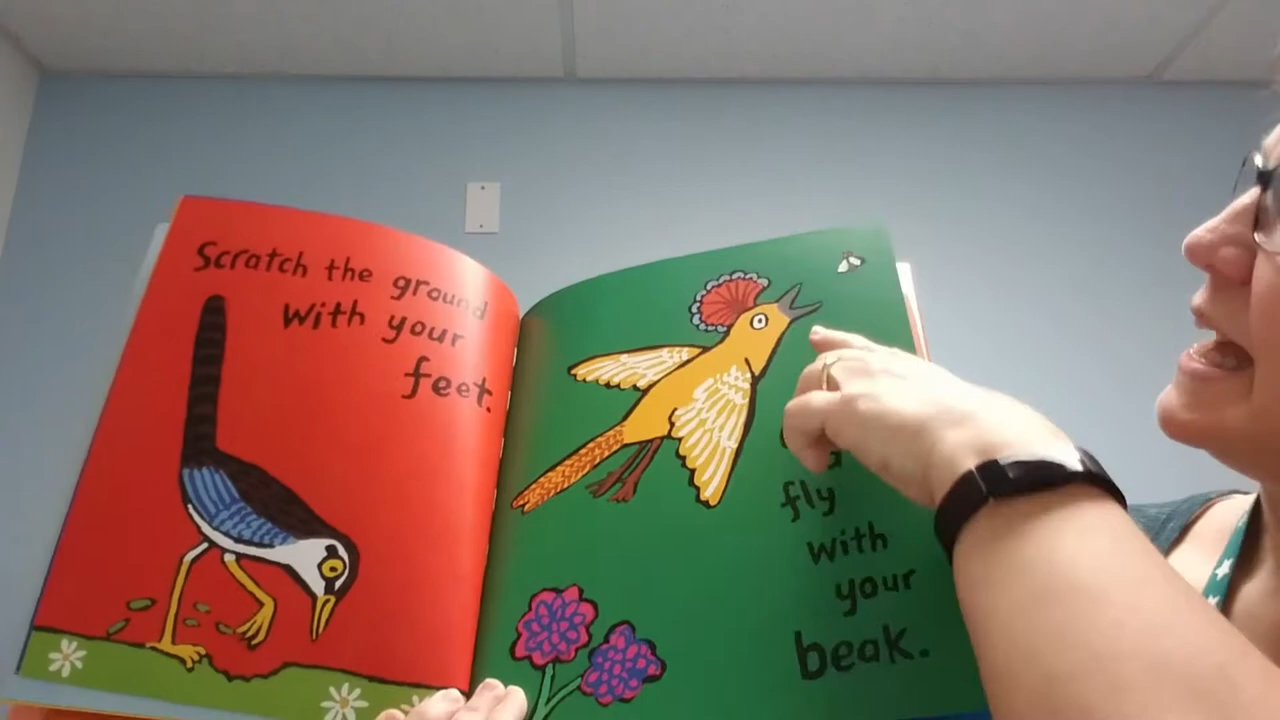 Scratch the ground
with your
feet.
fly
with
your
beak.